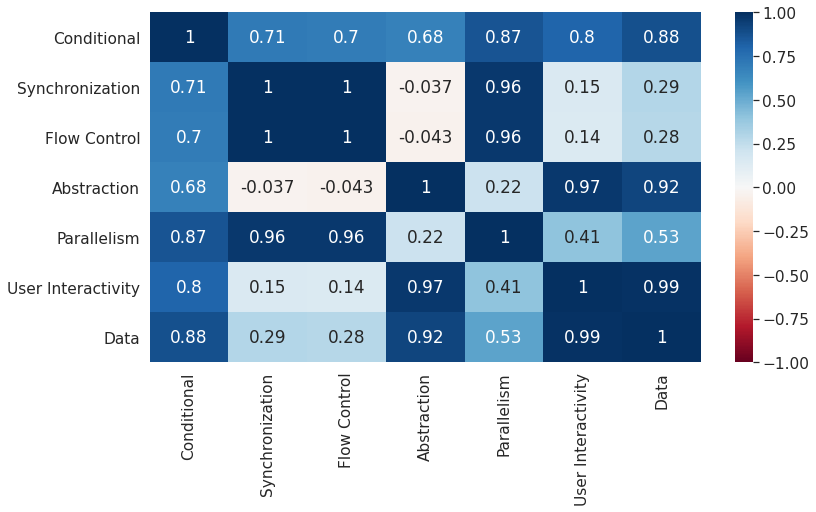 Conditional 1 0.71 0.7 0.68 0.87 0.8 0.88
Synchronization 0.71 1 1 -0.037 0.96 0.15 0.29
Flow Control 0.7 1 1 -0.043 0.96 0.14 0.28
Abstraction 0.68 -0.037 -0.043 1 0.22 0.97 0.92
Parallelism 0.87 0.96 0.96 0.22 1 0.41 0.53
User Interactivity 0.8 0.15 0.14 0.97 0.41 1 0.99
Data 0.88 0.29 0.28 0.92 0.53 0.99 1
Conditional
Synchronization
Flow Control
Abstraction
Parallelism
User Interactivity
Data
1.00
0.75
0.50
0.25
0.00
−0.25
−0.50
−0.75
−1.00